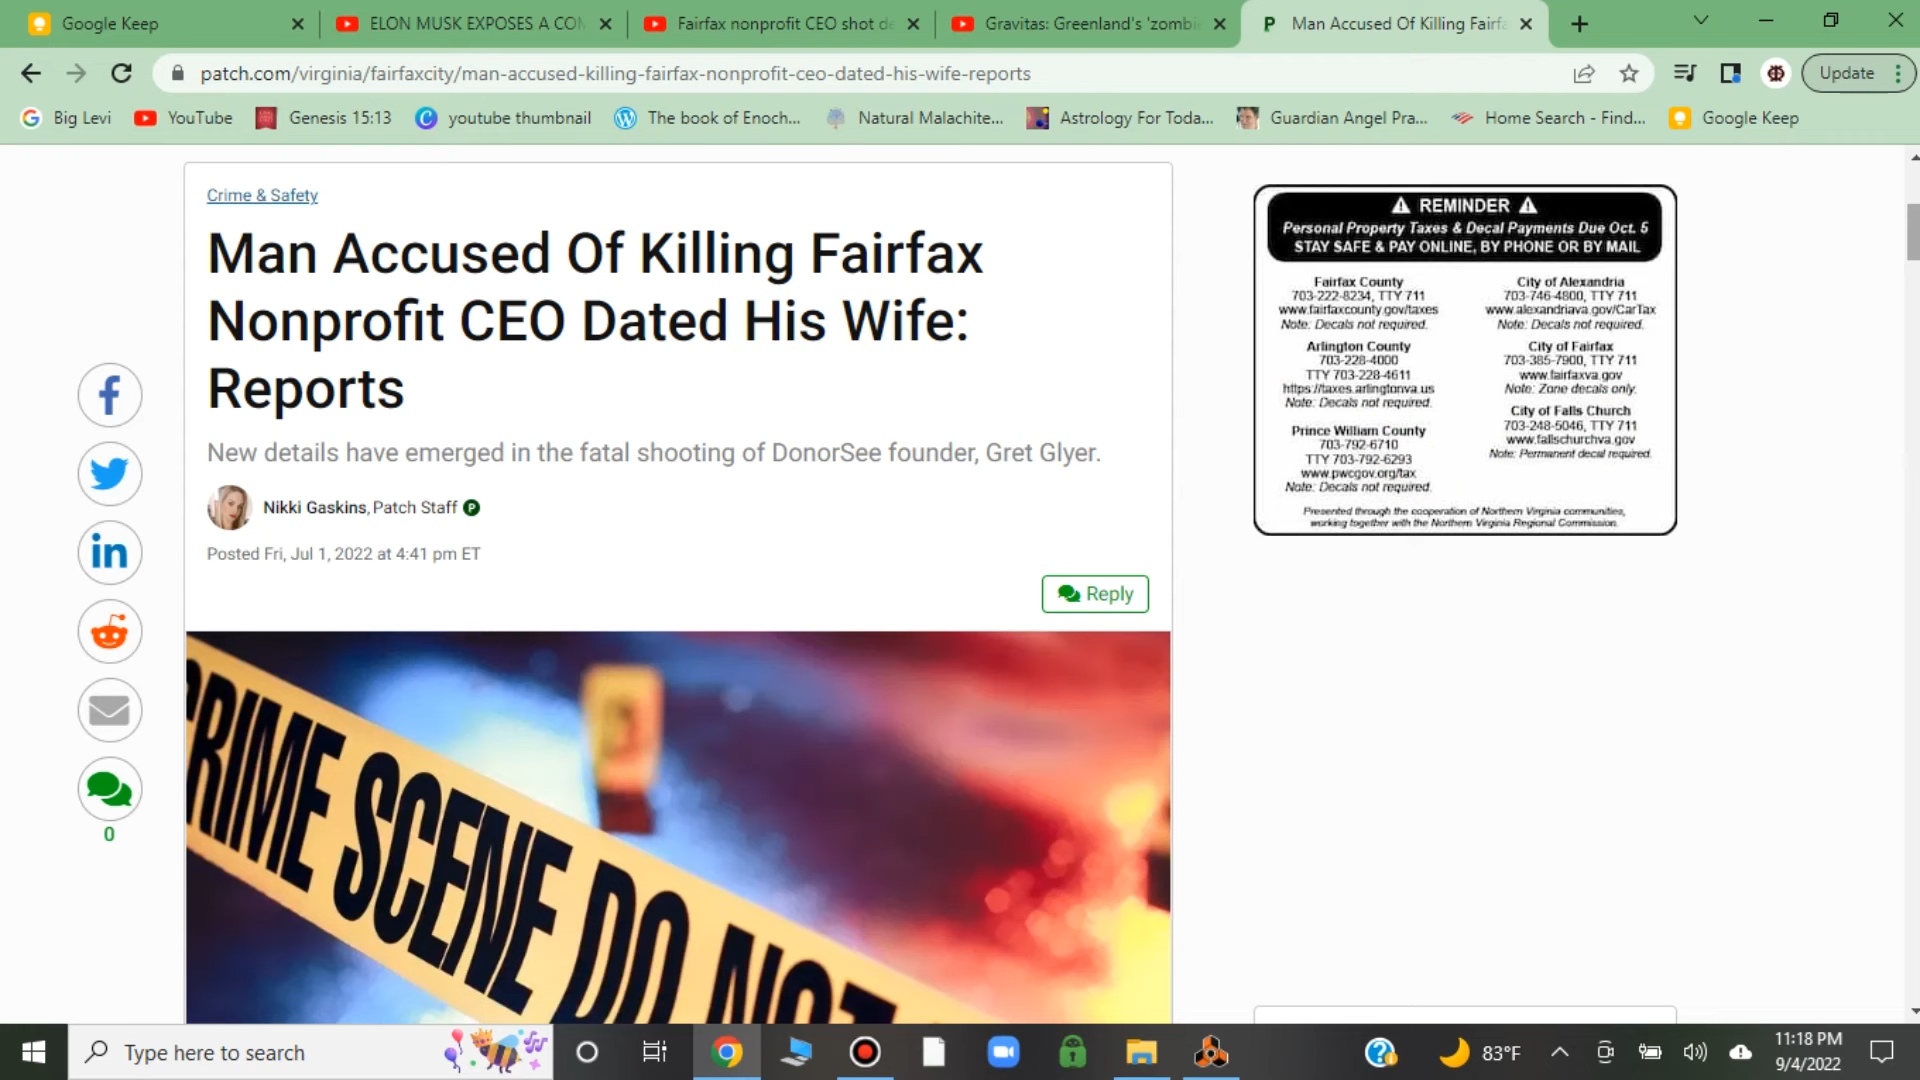 Google Keep
ELON MUSK EXPOSES A CON
Fairfax nonprofit CEO shot de
Gravitas: Greenland's 'zombi
Man Accused Of Killing Fairfa
patch.com/virginia/fairfaxcity/man-accused-killing-fairfax-nonprofit-ceo-dated-his-wife-reports
Update
Big Levi
YouTube
Genesis 15:13
youtube thumbnail
The book of Enoch...
Natural Malachite...
Astrology For Toda...
Guardian Angel Pra...
Home Search - Find...
Google Keep
Crime & Safety
Man Accused Of Killing Fairfax
Nonprofit CEO Dated His Wife:
Reports
New details have emerged in the fatal shooting of DonorSee founder, Gret Glyer.
Nikki Gaskins, Patch Staff P
Posted Fri, Jul 1, 2022 at 4:41 pm ET
Reply
0
CRIME SCENE DO NOT
REMINDER
Personal Property Taxes & Decal Payments Due Oct. 5
STAY SAFE & PAY ONLINE, BY PHONE OR BY MAIL
Fairfax County
703-222-8234, TTY 711
www.fairfaxcounty.gov/taxes
Note: Decals not required.
Arlington County
703-228-4000
TTY 703-228-4611
https://taxes.arlingtonva.us
Note: Decals not required.
Prince William County
703-792-6710
TTY 703-792-6293
www.pwcgov.org/tax
Note: Decals not required.
City of Alexandria
703-746-4800, TTY 711
www.alexandriava.gov/CarTax
Note: Decals not required.
City of Fairfax
703-385-7900, TTY 711
www.fairfaxva.gov
Note: Zone decals only.
City of Falls Church
703-248-5046, TTY 711
www.fallschurchva.gov
Note: Permanent decal required.
Presented through the cooperation of Northern Virginia communities,
working together with the Northern Virginia Regional Commission.
Type here to search
83°F
11:18 PM
9/4/2022